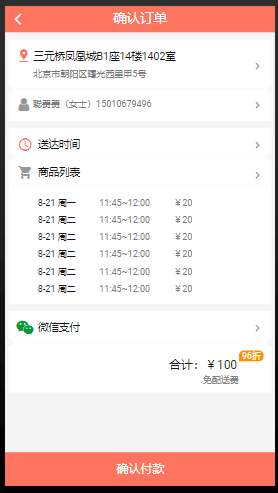 确认订单
三元桥凤凰城B1座14楼1402室
北京市朝阳区曙光西里甲5号
聪赛赛（女士）15010679496
送达时间
商品列表
8-21 周一 11:45~12:00 ￥20
8-21 周二 11:45~12:00 ￥20
8-21 周二 11:45~12:00 ￥20
8-21 周二 11:45~12:00 ￥20
8-21 周二 11:45~12:00 ￥20
8-21 周二 11:45~12:00 ￥20
微信支付
96折
合计：￥100
免配送费
确认付款